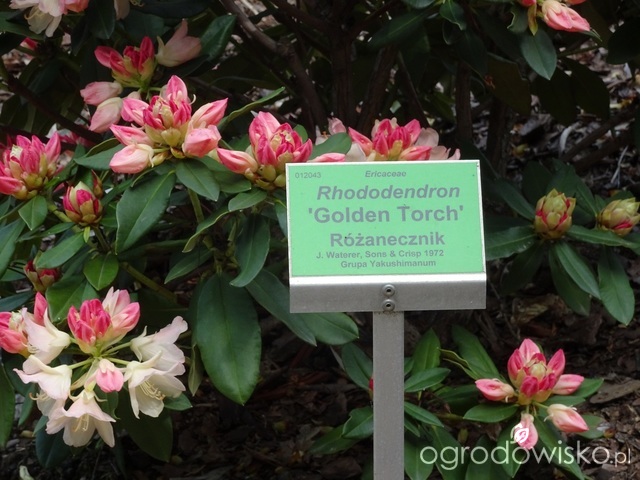 012043 Ericaceae
Rhododendron
'Golden Torch'
Różanecznik
J. Waterer, Sons & Crisp 1972
Grupa Yakushimanum
ogrodowisko.pl